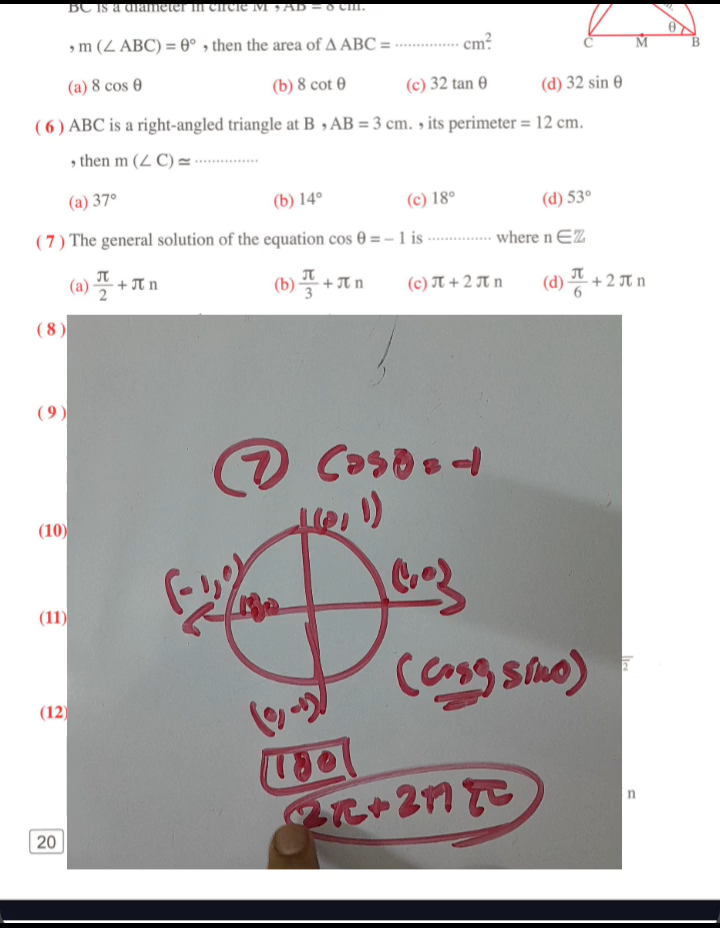 BC is a diameter in circle M , AB = 8 cm.
, m (∠ ABC) = θ° , then the area of Δ ABC = ............... cm².
(a) 8 cos θ (b) 8 cot θ (c) 32 tan θ (d) 32 sin θ
C M B θ
(6) ABC is a right-angled triangle at B , AB = 3 cm. , its perimeter = 12 cm.
, then m (∠ C) ≃ ...............
(a) 37° (b) 14° (c) 18° (d) 53°
(7) The general solution of the equation cos θ = – 1 is ............... where n ∈ ℤ
(a) π/2 + π n (b) π/3 + π n (c) π + 2 π n (d) π/6 + 2 π n
(8)
(9)
⑦ Cosθ = -1
(10)
(0, 1)
(-1, 0) (1, 0)
180
(11)
(Cosθ, sinθ)
(12)
(0, -1)
180
2π + 2nπ
n
20